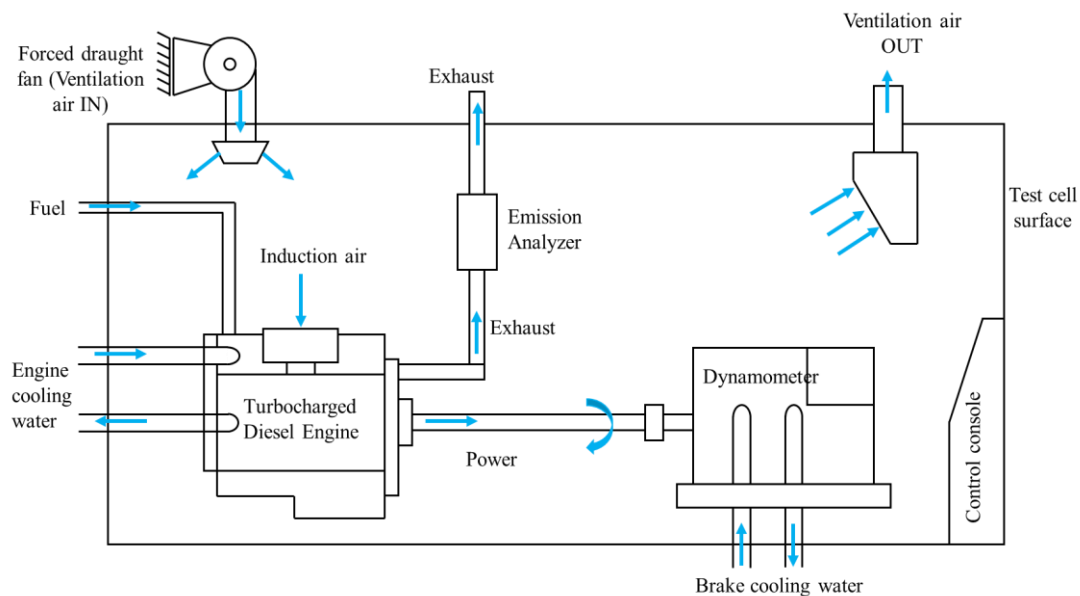 Forced draught
fan (Ventilation
air IN)
Exhaust
Ventilation air
OUT
Fuel
Emission
Analyzer
Test cell
surface
Induction air
Exhaust
Engine
cooling
water
Turbocharged
Diesel Engine
Dynamometer
Power
Control console
Brake cooling water